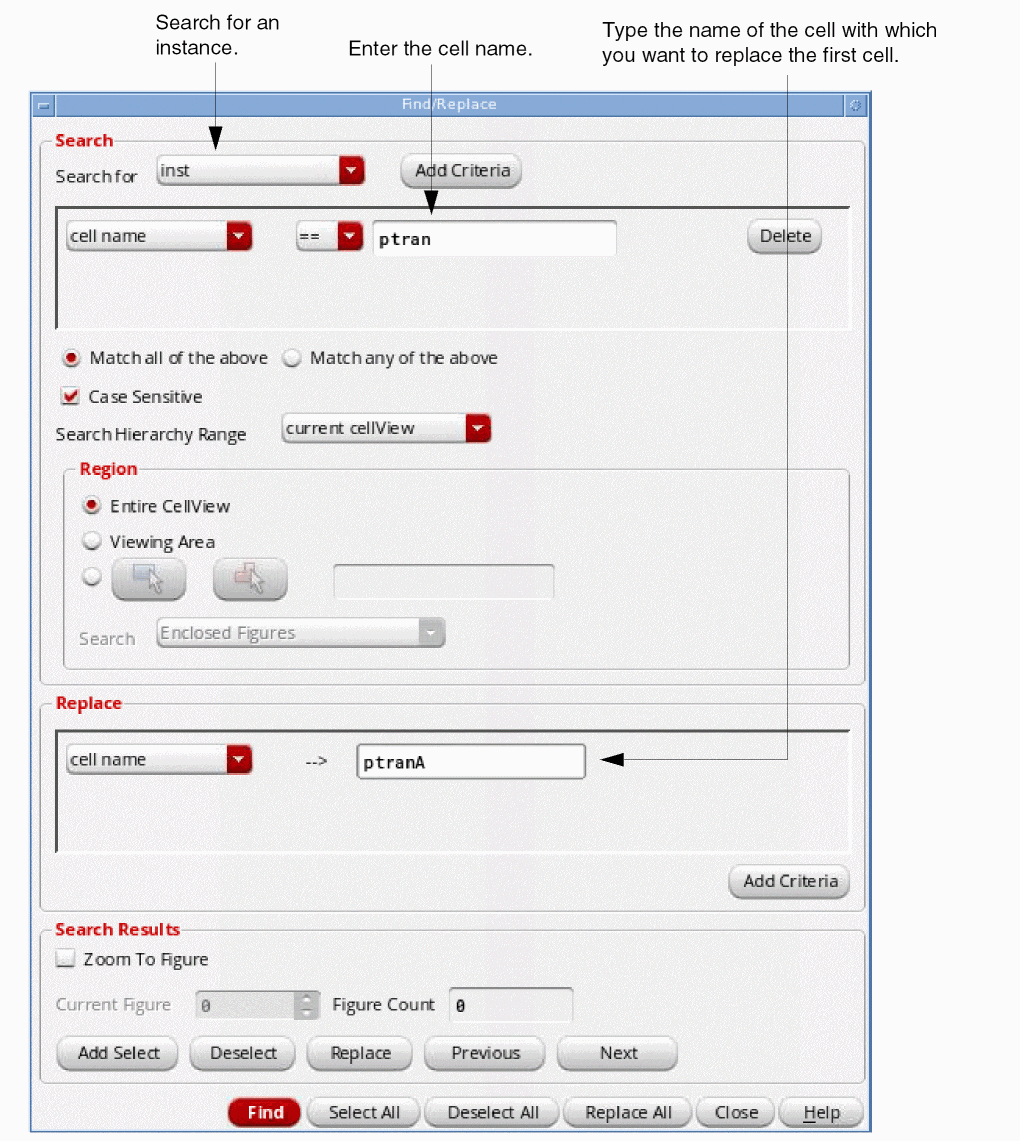 Search for an
instance.
Enter the cell name.
Type the name of the cell with which
you want to replace the first cell.
Find/Replace
Search
Search for inst Add Criteria
cell name == ptran Delete
Match all of the above Match any of the above
Case Sensitive
Search Hierarchy Range current cellView
Region
Entire CellView
Viewing Area
Search Enclosed Figures
Replace
cell name --> ptranA
Add Criteria
Search Results
Zoom To Figure
Current Figure 0 Figure Count 0
Add Select Deselect Replace Previous Next
Find Select All Deselect All Replace All Close Help